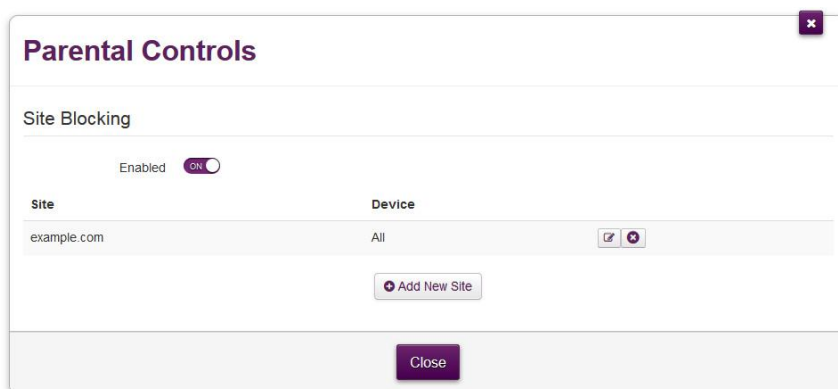 Parental Controls
Site Blocking
Enabled ON
Site Device
example.com All
Add New Site
Close